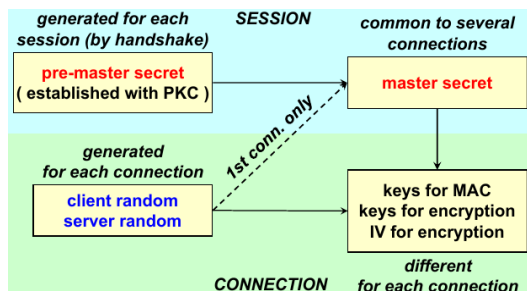 generated for each
session (by handshake)
SESSION
common to several
connections
pre-master secret
( established with PKC )
master secret
1st conn. only
generated
for each connection
client random
server random
keys for MAC
keys for encryption
IV for encryption
CONNECTION
different
for each connection